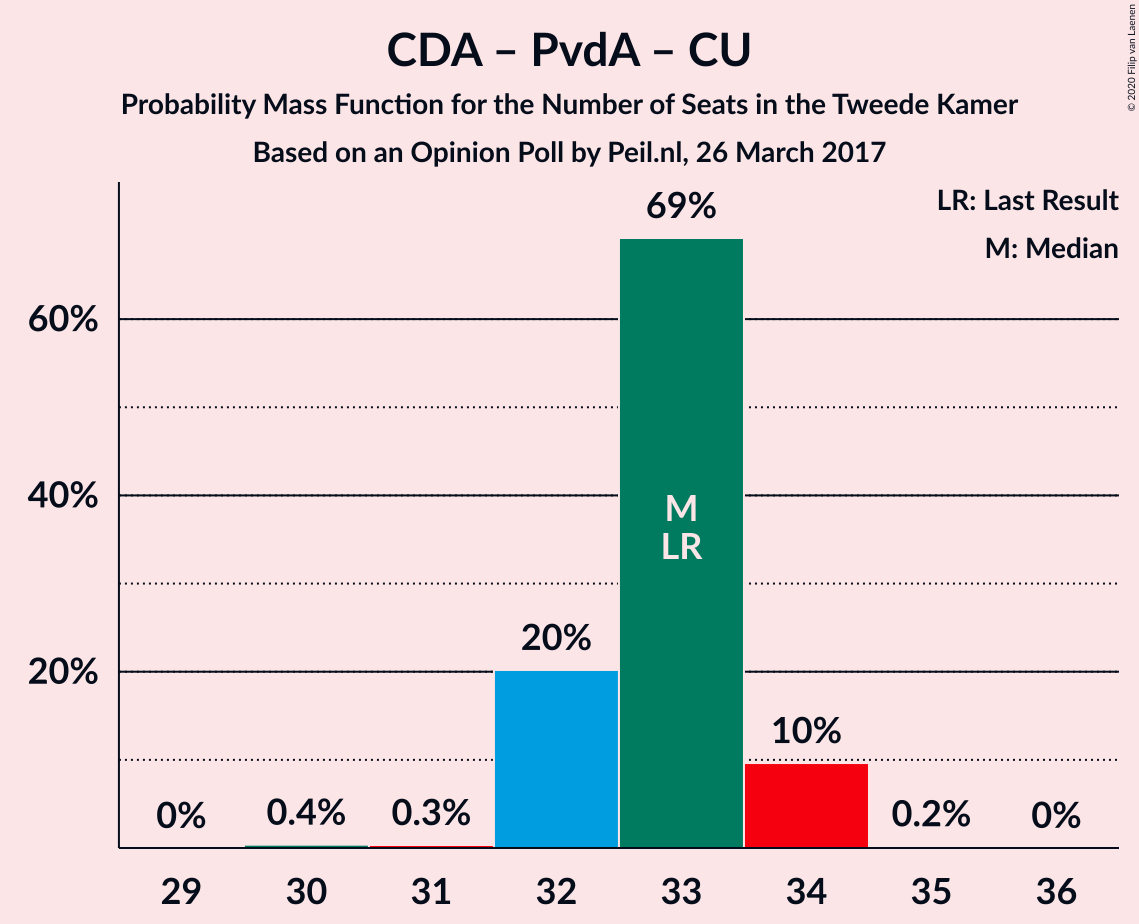 CDA – PvdA – CU
Probability Mass Function for the Number of Seats in the Tweede Kamer
Based on an Opinion Poll by Peil.nl, 26 March 2017
© 2020 Filip van Laenen
LR: Last Result
M: Median
60%
40%
20%
0%
0.4%
0.3%
20%
69%
M
LR
10%
0.2%
0%
29 30 31 32 33 34 35 36